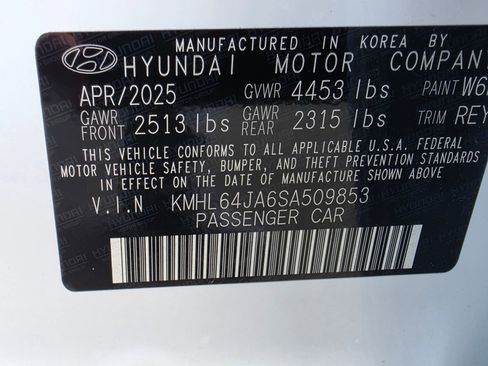 MANUFACTURED IN KOREA BY
HYUNDAI MOTOR COMPANY
APR/2025 GVWR 4453 lbs PAINT
GAWR FRONT 2513 lbs GAWR REAR 2315 lbs TRIM REY
THIS VEHICLE CONFORMS TO ALL APPLICABLE U.S.A. FEDERAL
MOTOR VEHICLE SAFETY, BUMPER, AND THEFT PREVENTION STANDARDS
IN EFFECT ON THE DATE OF MANUFACTURE SHOWN ABOVE.
V.I.N KMHL64JA6SA509853
PASSENGER CAR